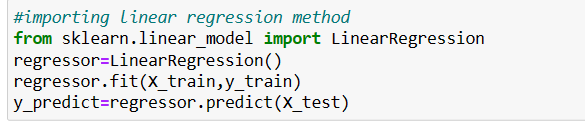 #importing linear regression method
from sklearn.linear_model import LinearRegression
regressor=LinearRegression()
regressor.fit(X_train,y_train)
y_predict=regressor.predict(X_test)